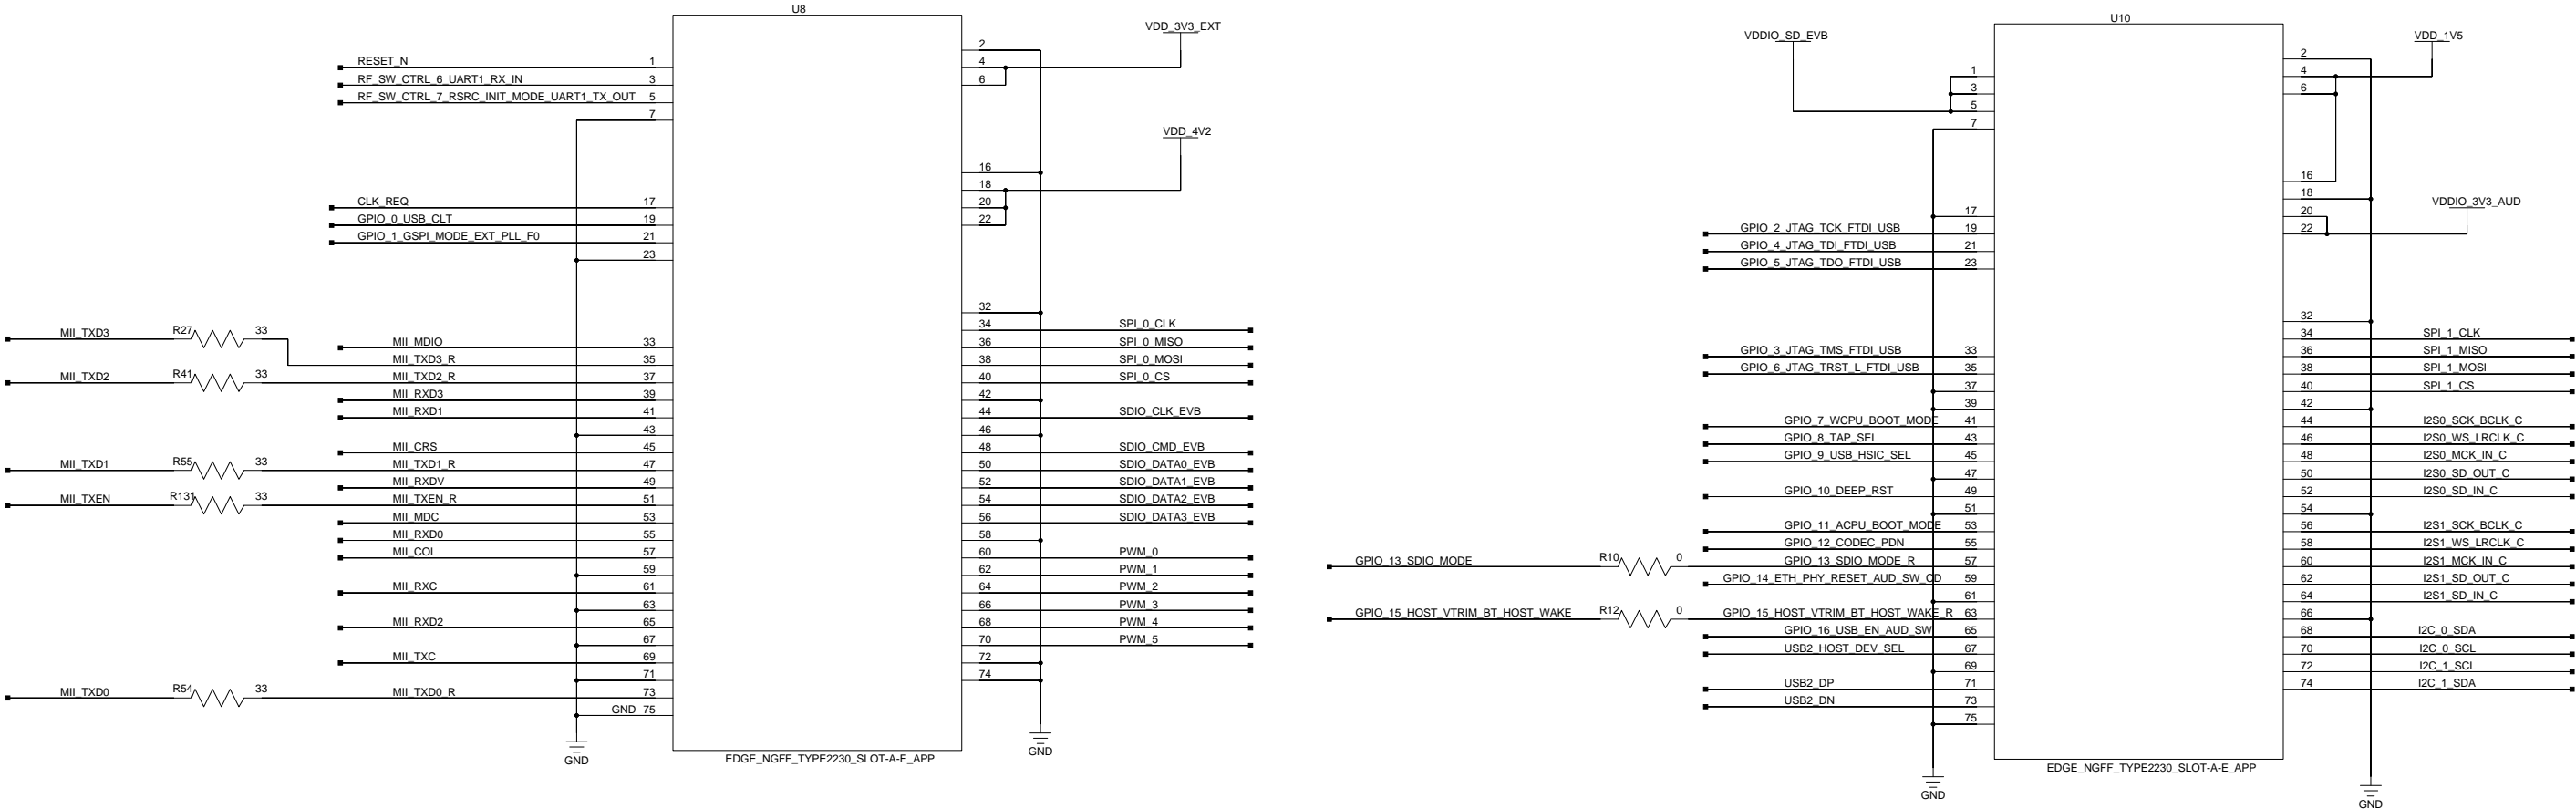 U8
VDD_3V3_EXT
RESET_N 1
RF_SW_CTRL_6_UART1_RX_IN 3
RF_SW_CTRL_7_RSRC_INIT_MODE_UART1_TX_OUT 5
7
CLK_REQ 17
GPIO_0_USB_CLT 19
GPIO_1_GSPI_MODE_EXT_PLL_F0 21
23
MII_TXD3 R27 33
MII_MDIO 33
MII_TXD3_R 35
MII_TXD2 R41 33 MII_TXD2_R 37
MII_RXD3 39
MII_RXD1 41
43
MII_CRS 45
MII_TXD1 R55 33 MII_TXD1_R 47
MII_RXDV 49
MII_TXEN R131 33 MII_TXEN_R 51
MII_MDC 53
MII_RXD0 55
MII_COL 57
59
MII_RXC 61
63
MII_RXD2 65
67
MII_TXC 69
71
MII_TXD0 R54 33 MII_TXD0_R 73
GND 75
GND
2
4
6
VDD_4V2
16
18
20
22
32
34 SPI_0_CLK
36 SPI_0_MISO
38 SPI_0_MOSI
40 SPI_0_CS
42
44 SDIO_CLK_EVB
46
48 SDIO_CMD_EVB
50 SDIO_DATA0_EVB
52 SDIO_DATA1_EVB
54 SDIO_DATA2_EVB
56 SDIO_DATA3_EVB
58
60 PWM_0
62 PWM_1
64 PWM_2
66 PWM_3
68 PWM_4
70 PWM_5
72
74
GND
EDGE_NGFF_TYPE2230_SLOT-A-E_APP
U10
VDDIO_SD_EVB
1
3
5
7
17
GPIO_2_JTAG_TCK_FTDI_USB 19
GPIO_4_JTAG_TDI_FTDI_USB 21
GPIO_5_JTAG_TDO_FTDI_USB 23
GPIO_3_JTAG_TMS_FTDI_USB 33
GPIO_6_JTAG_TRST_L_FTDI_USB 35
37
39
GPIO_7_WCPU_BOOT_MODE 41
GPIO_8_TAP_SEL 43
GPIO_9_USB_HSIC_SEL 45
47
GPIO_10_DEEP_RST 49
51
GPIO_11_ACPU_BOOT_MODE 53
GPIO_12_CODEC_PDN 55
GPIO_13_SDIO_MODE R10 0 GPIO_13_SDIO_MODE_R 57
GPIO_14_ETH_PHY_RESET_AUD_SW_CD 59
61
GPIO_15_HOST_VTRIM_BT_HOST_WAKE R12 0 GPIO_15_HOST_VTRIM_BT_HOST_WAKE_R 63
GPIO_16_USB_EN_AUD_SW 65
USB2_HOST_DEV_SEL 67
69
USB2_DP 71
USB2_DN 73
75
GND
VDD_1V5
2
4
6
16
18
VDDIO_3V3_AUD
20
22
32
34 SPI_1_CLK
36 SPI_1_MISO
38 SPI_1_MOSI
40 SPI_1_CS
42
44 I2S0_SCK_BCLK_C
46 I2S0_WS_LRCLK_C
48 I2S0_MCK_IN_C
50 I2S0_SD_OUT_C
52 I2S0_SD_IN_C
54
56 I2S1_SCK_BCLK_C
58 I2S1_WS_LRCLK_C
60 I2S1_MCK_IN_C
62 I2S1_SD_OUT_C
64 I2S1_SD_IN_C
66
68 I2C_0_SDA
70 I2C_0_SCL
72 I2C_1_SCL
74 I2C_1_SDA
GND
EDGE_NGFF_TYPE2230_SLOT-A-E_APP